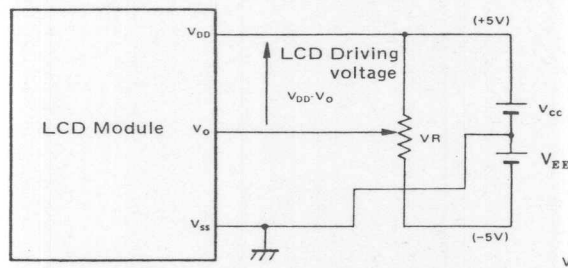 VDD
(+5V)
LCD Driving
voltage
VDD-VO
LCD Module
VO
VR
VCC
VEE
VSS
(-5V)
V